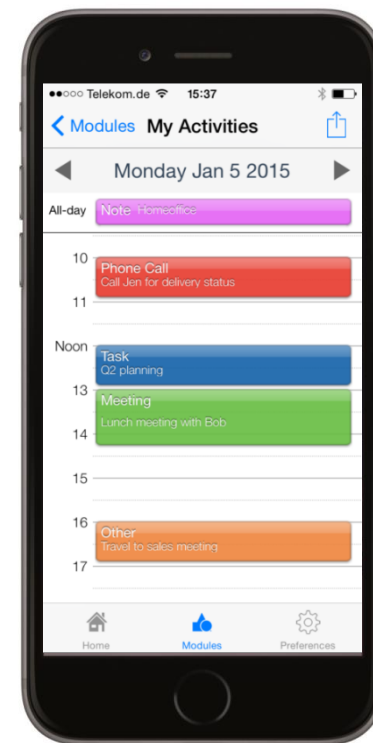 Telekom.de 15:37
Modules My Activities
Monday Jan 5 2015
All-day Note Homeoffice
10
Phone Call
Call Jen for delivery status
11
Noon
Task
Q2 planning
13
Meeting
Lunch meeting with Bob
14
15
16
Other
Travel to sales meeting
17
Home Modules Preferences